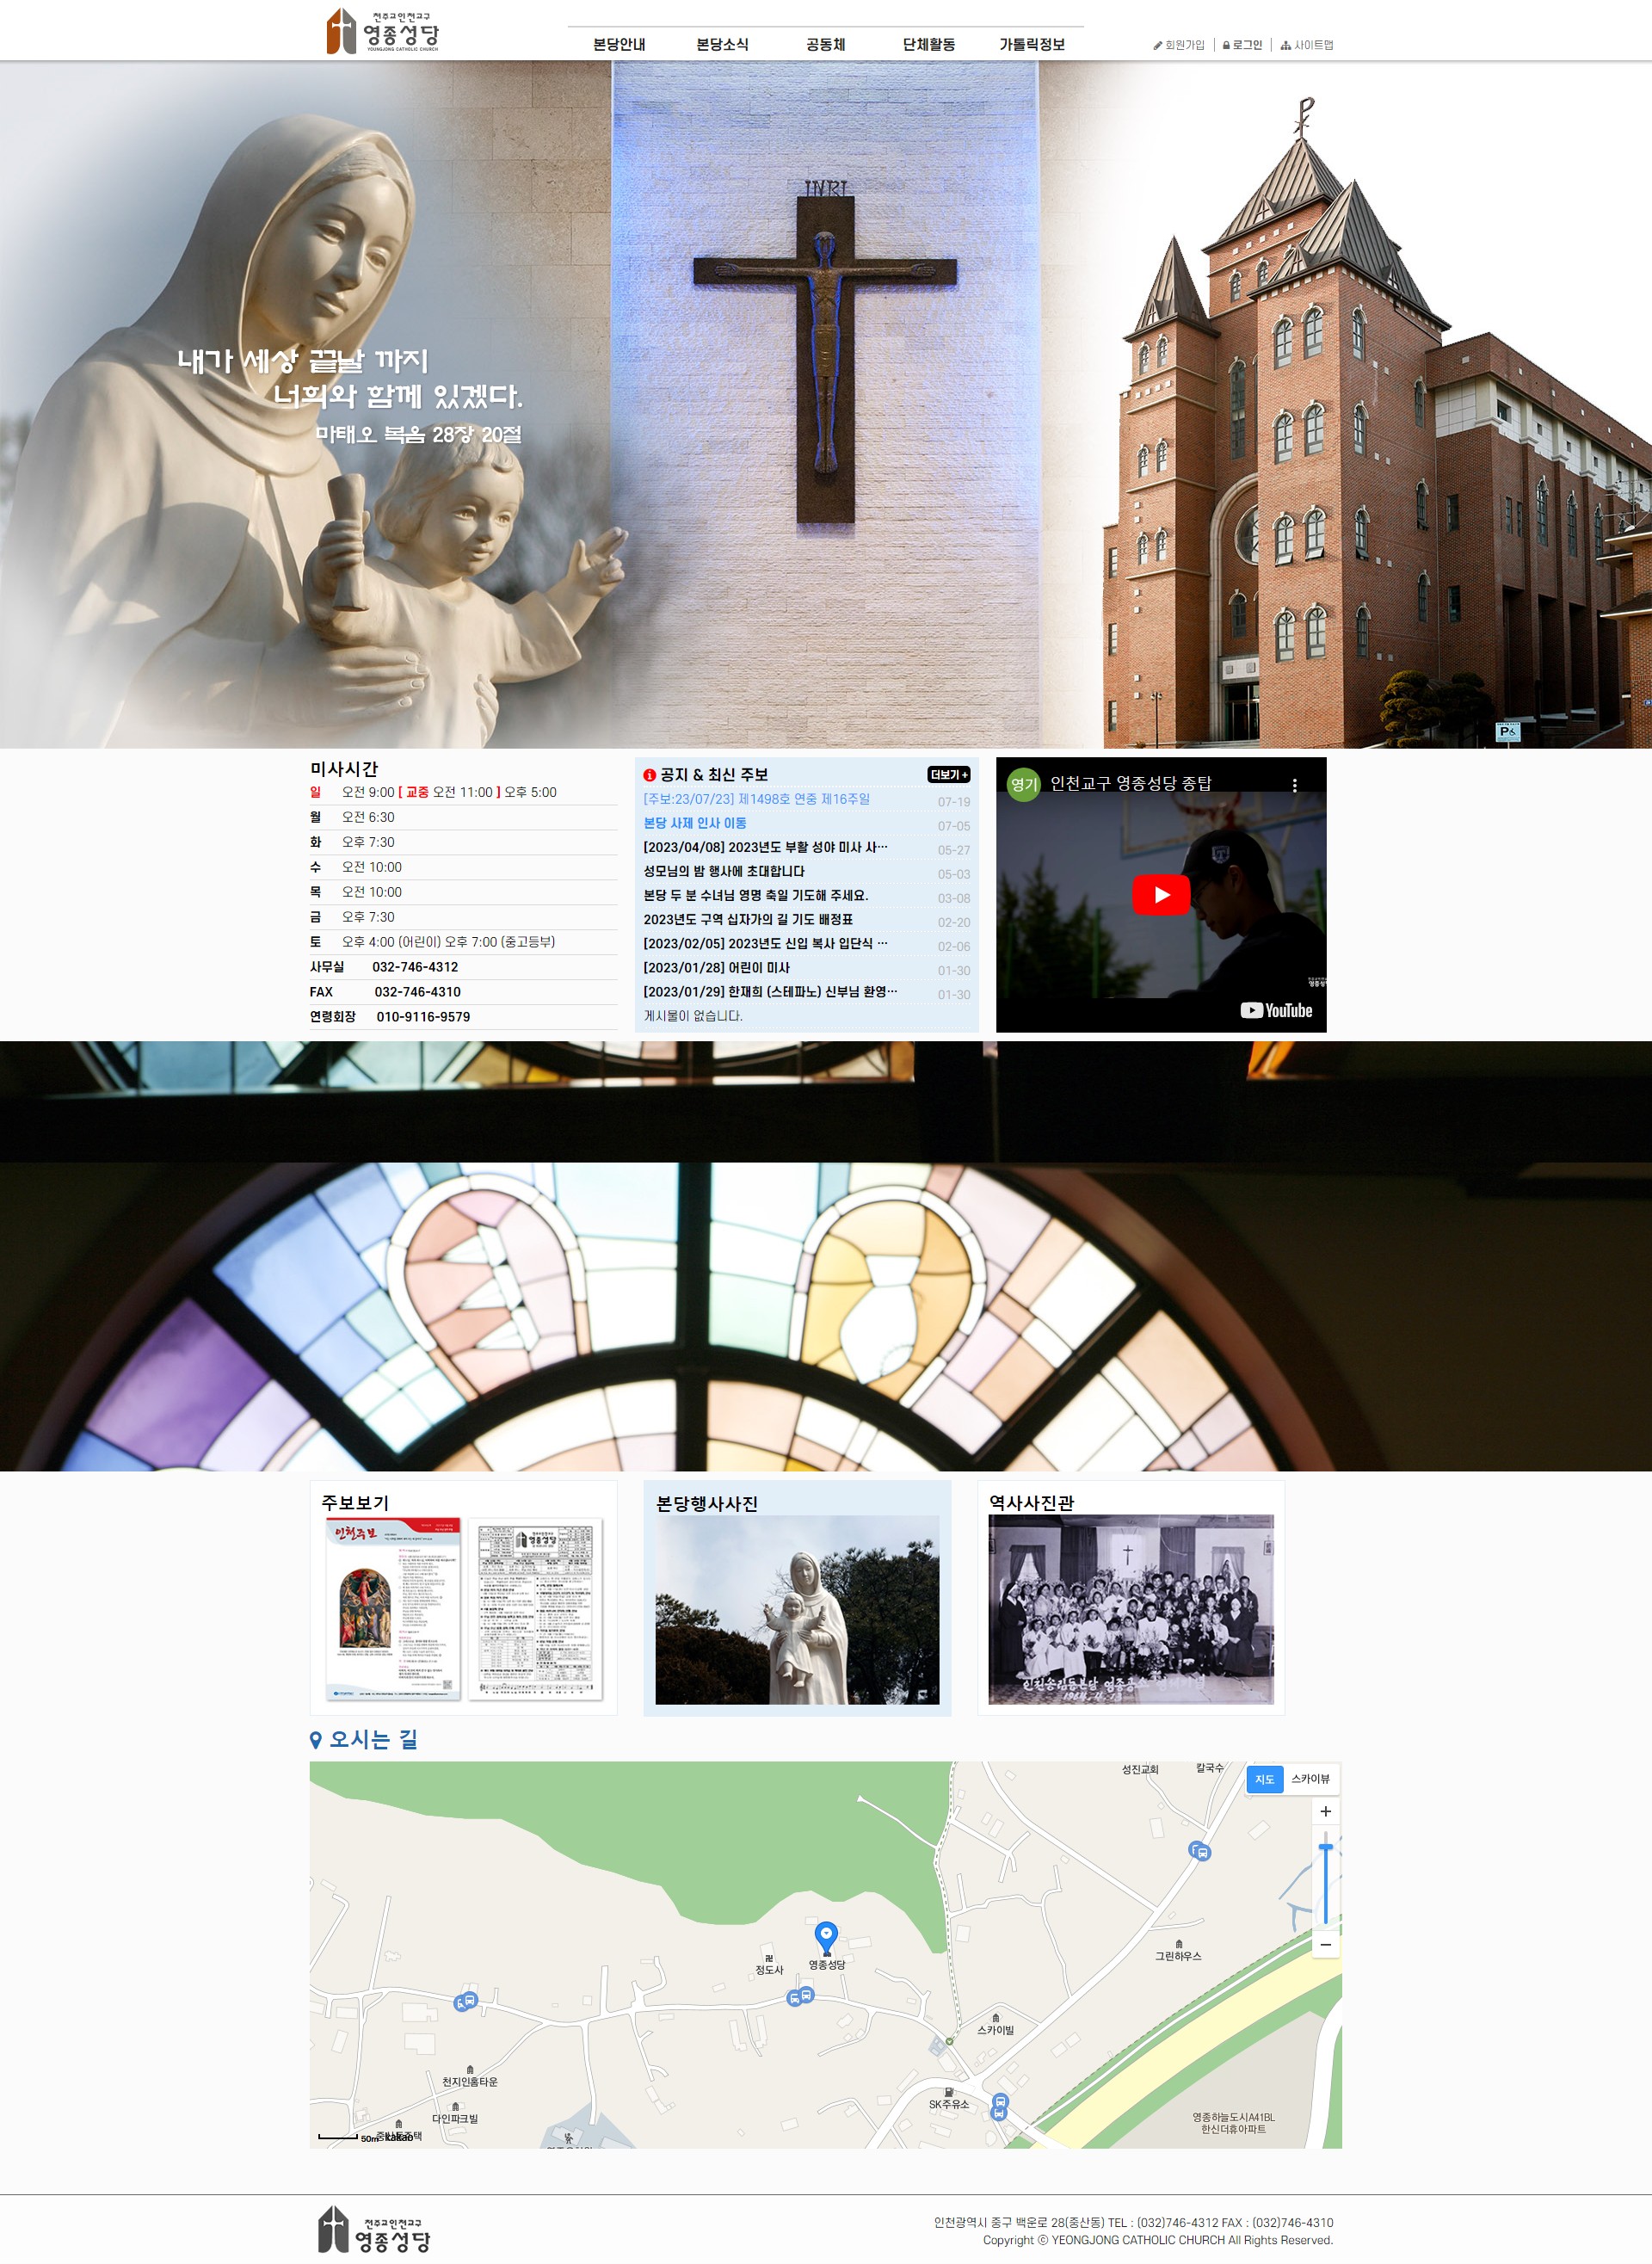 천주교인천교구
영종성당
YOUNGJONG CATHOLIC CHURCH
본당안내 본당소식 공동체 단체활동 가톨릭정보
회원가입 로그인 사이트맵
INRI
내가 세상 끝날 까지
너희와 함께 있겠다.
마태오 복음 28장 20절
미사시간
일 오전 9:00 [ 교중 오전 11:00 ] 오후 5:00
월 오전 6:30
화 오후 7:30
수 오전 10:00
목 오전 10:00
금 오후 7:30
토 오후 4:00 (어린이) 오후 7:00 (중고등부)
사무실 032-746-4312
FAX 032-746-4310
연령회장 010-9116-9579
공지 & 최신 주보 더보기 +
[주보:23/07/23] 제1498호 연중 제16주일 07-19
본당 사제 인사 이동 07-05
[2023/04/08] 2023년도 부활 성야 미사 사… 05-27
성모님의 밤 행사에 초대합니다 05-03
본당 두 분 수녀님 영명 축일 기도해 주세요. 03-08
2023년도 구역 십자가의 길 기도 배정표 02-20
[2023/02/05] 2023년도 신입 복사 입단식 … 02-06
[2023/01/28] 어린이 미사 01-30
[2023/01/29] 한재희 (스테파노) 신부님 환영… 01-30
게시물이 없습니다.
영기 인천교구 영종성당 종탑
YouTube
주보보기
인천주보
영종성당
본당행사사진
역사사진관
1964.11.13
오시는 길
성진교회 칼국수
지도 스카이뷰
그린하우스
정도사 영종성당
스카이빌
천지인홈타운
SK주유소
다인파크빌
영종하늘도시A41BL
한신더휴아파트
50m kakao
천주교인천교구
영종성당
인천광역시 중구 백운로 28(중산동) TEL : (032)746-4312 FAX : (032)746-4310
Copyright ⓒ YEONGJONG CATHOLIC CHURCH All Rights Reserved.